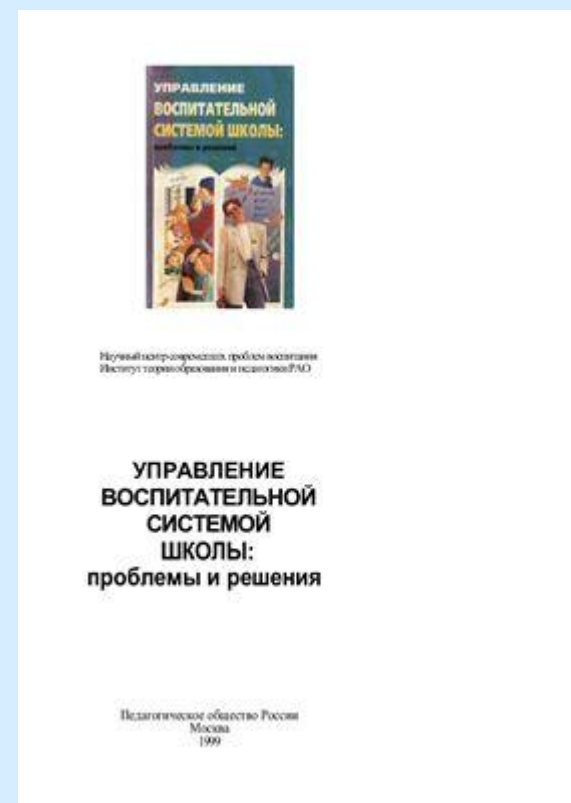 УПРАВЛЕНИЕ
ВОСПИТАТЕЛЬНОЙ
СИСТЕМОЙ ШКОЛЫ:
проблемы и решения
Научный центр современных проблем воспитания
Институт теории образования и педагогики РАО
УПРАВЛЕНИЕ
ВОСПИТАТЕЛЬНОЙ
СИСТЕМОЙ
ШКОЛЫ:
проблемы и решения
Педагогическое общество России
Москва
1999